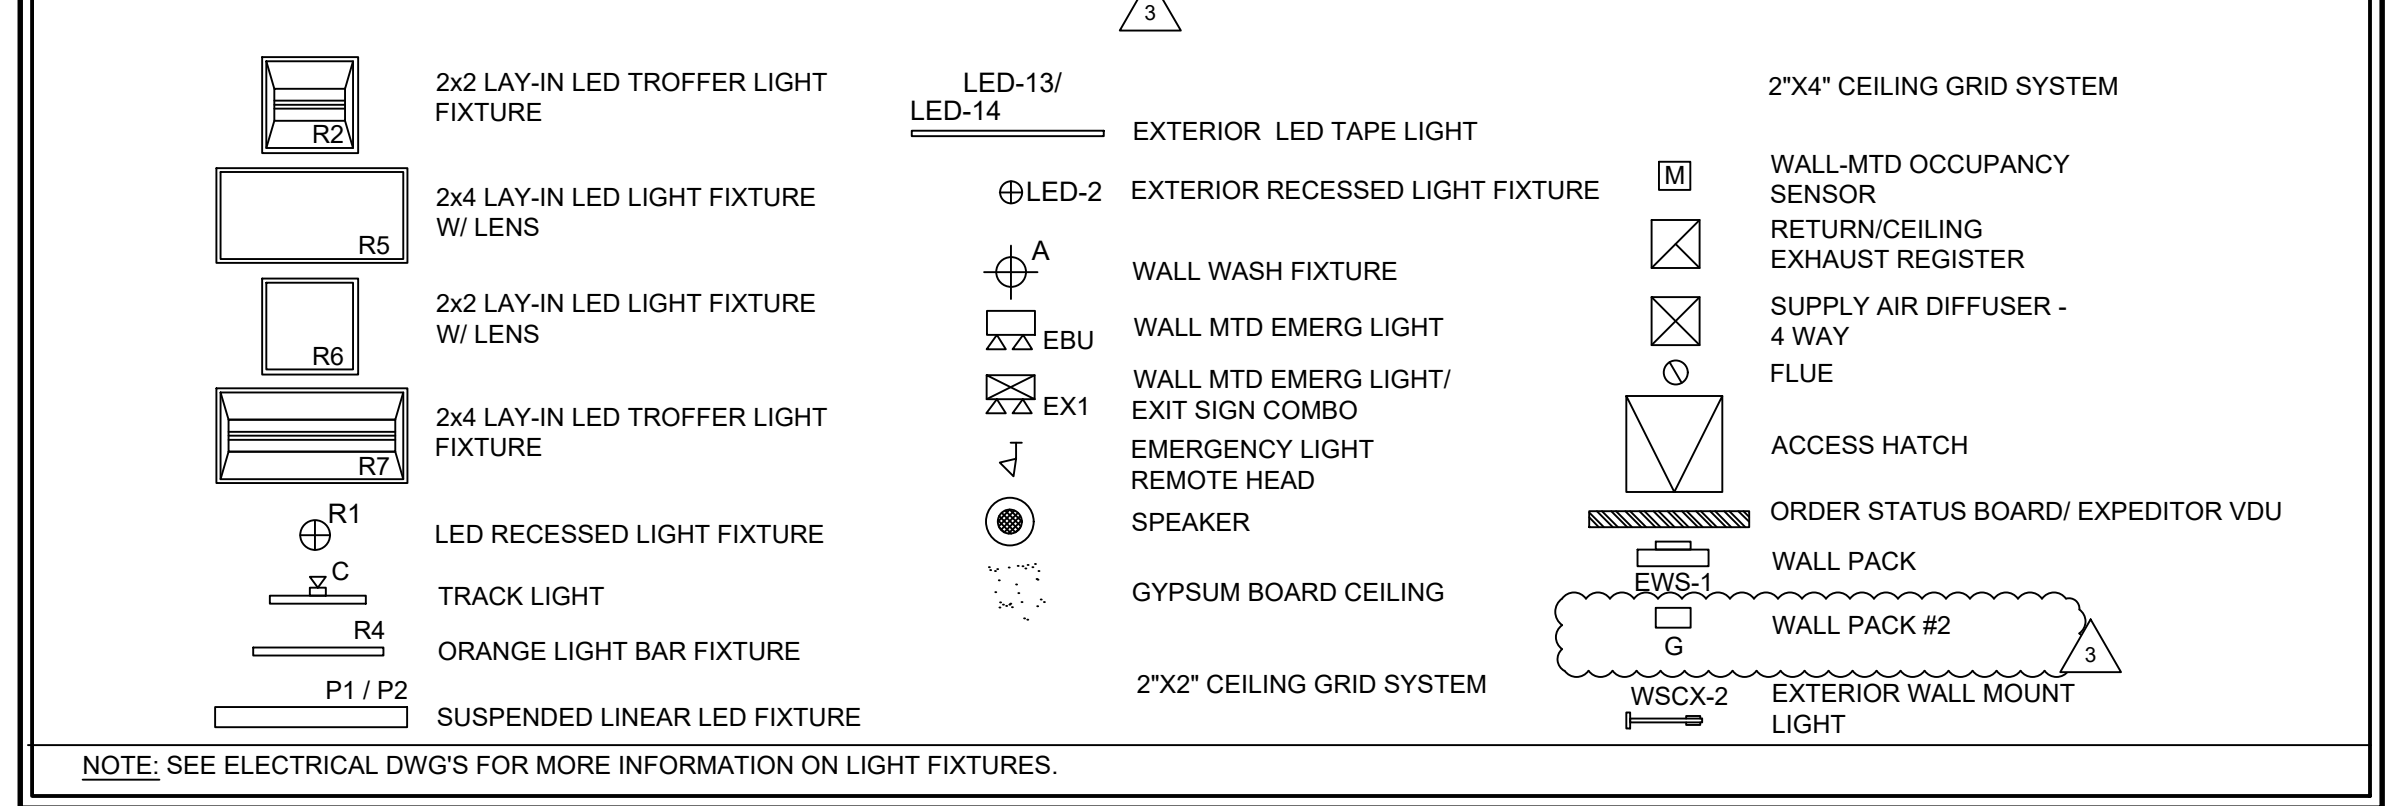 3
R2
2x2 LAY-IN LED TROFFER LIGHT
FIXTURE
R5
2x4 LAY-IN LED LIGHT FIXTURE
W/ LENS
R6
2x2 LAY-IN LED LIGHT FIXTURE
W/ LENS
R7
2x4 LAY-IN LED TROFFER LIGHT
FIXTURE
R1
LED RECESSED LIGHT FIXTURE
C
TRACK LIGHT
R4
ORANGE LIGHT BAR FIXTURE
P1 / P2
SUSPENDED LINEAR LED FIXTURE
LED-13/
LED-14
EXTERIOR LED TAPE LIGHT
LED-2
EXTERIOR RECESSED LIGHT FIXTURE
A
WALL WASH FIXTURE
EBU
WALL MTD EMERG LIGHT
EX1
WALL MTD EMERG LIGHT/
EXIT SIGN COMBO
EMERGENCY LIGHT
REMOTE HEAD
SPEAKER
GYPSUM BOARD CEILING
2"X2" CEILING GRID SYSTEM
2"X4" CEILING GRID SYSTEM
M
WALL-MTD OCCUPANCY
SENSOR
RETURN/CEILING
EXHAUST REGISTER
SUPPLY AIR DIFFUSER -
4 WAY
FLUE
ACCESS HATCH
ORDER STATUS BOARD/ EXPEDITOR VDU
WALL PACK
EWS-1
WALL PACK #2
G
3
WSCX-2
EXTERIOR WALL MOUNT
LIGHT
NOTE: SEE ELECTRICAL DWG'S FOR MORE INFORMATION ON LIGHT FIXTURES.